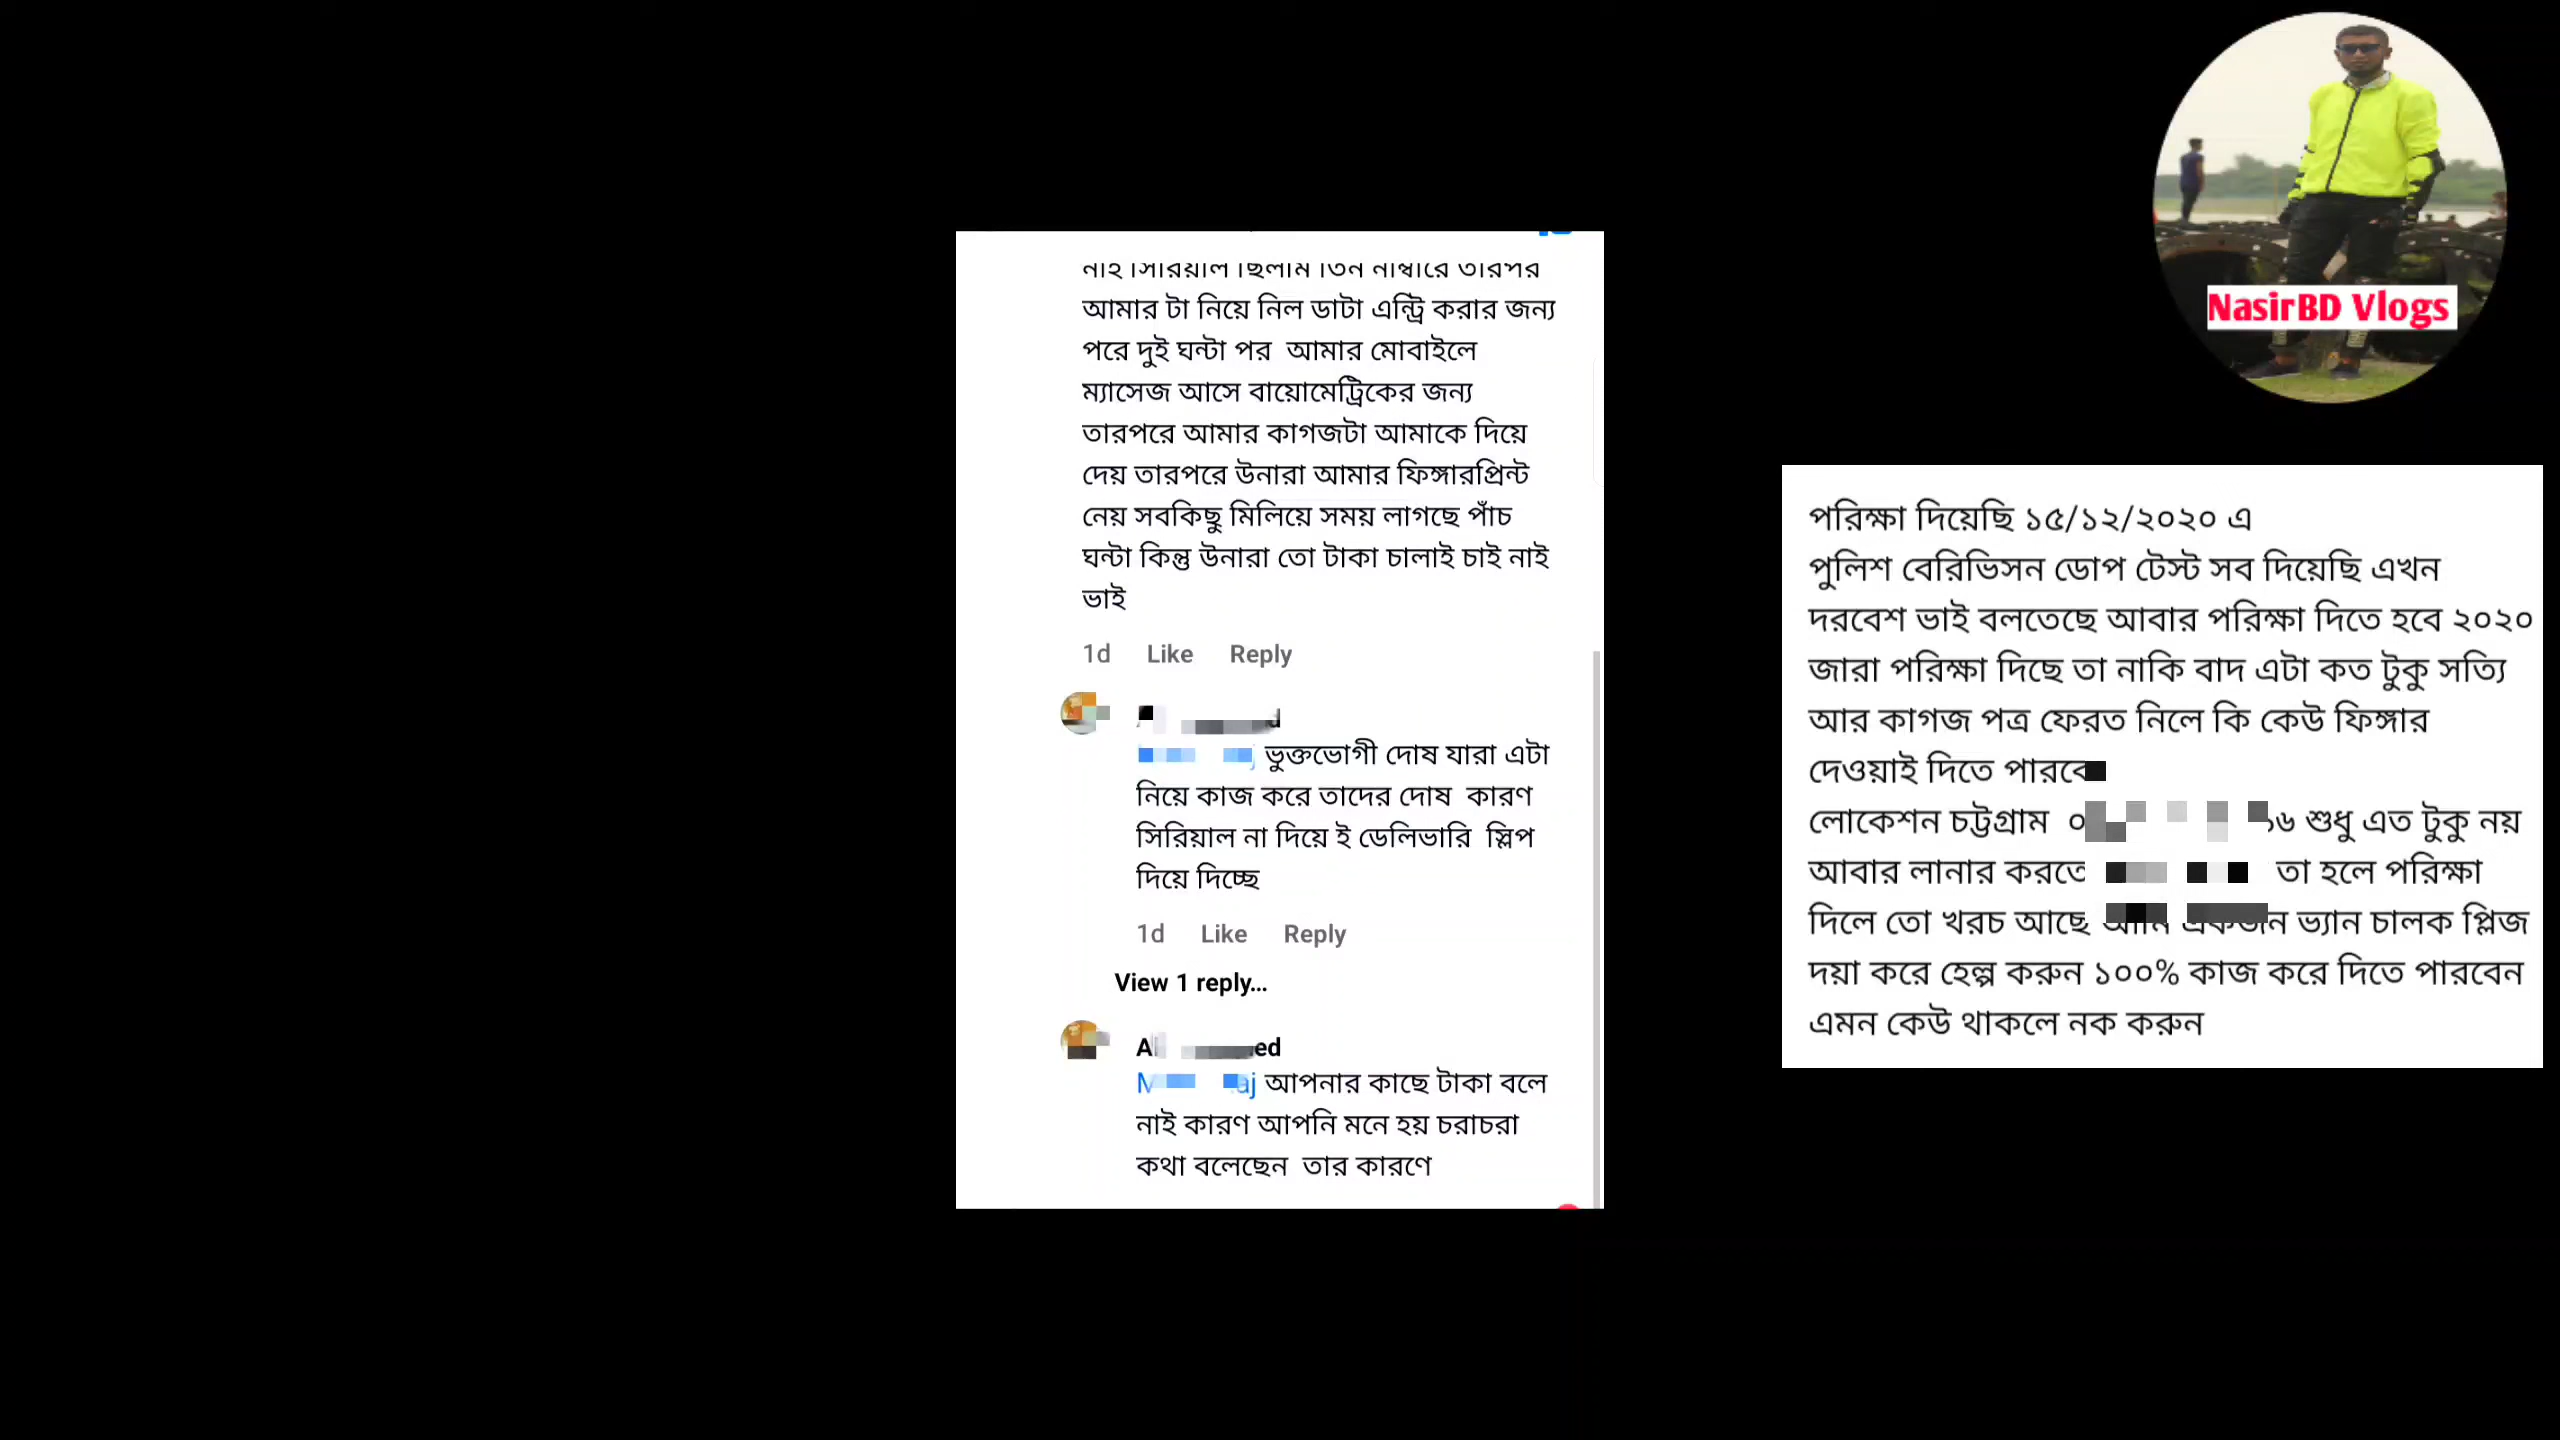 নাই সিরিয়াল ছিলাম তিন নাম্বারে তারপর
আমার টা নিয়ে নিল ডাটা এন্ট্রি করার জন্য
পরে দুই ঘন্টা পর আমার মোবাইলে
ম্যাসেজ আসে বায়োমেট্রিকের জন্য
তারপরে আমার কাগজটা আমাকে দিয়ে
দেয় তারপরে উনারা আমার ফিঙ্গারপ্রিন্ট
নেয় সবকিছু মিলিয়ে সময় লাগছে পাঁচ
ঘন্টা কিন্তু উনারা তো টাকা চালাই চাই নাই
ভাই
1d Like Reply
ভুক্তভোগী দোষ যারা এটা
নিয়ে কাজ করে তাদের দোষ কারণ
সিরিয়াল না দিয়ে ই ডেলিভারি স্লিপ
দিয়ে দিচ্ছে
1d Like Reply
View 1 reply...
আপনার কাছে টাকা বলে
নাই কারণ আপনি মনে হয় চরাচরা
কথা বলেছেন তার কারণে
NasirBD Vlogs
পরিক্ষা দিয়েছি ১৫/১২/২০২০ এ
পুলিশ বেরিভিসন ডোপ টেস্ট সব দিয়েছি এখন
দরবেশ ভাই বলতেছে আবার পরিক্ষা দিতে হবে ২০২০
জারা পরিক্ষা দিছে তা নাকি বাদ এটা কত টুকু সত্যি
আর কাগজ পত্র ফেরত নিলে কি কেউ ফিঙ্গার
দেওয়াই দিতে পারবে
লোকেশন চট্টগ্রাম শুধু এত টুকু নয়
আবার লানার করতে তা হলে পরিক্ষা
দিলে তো খরচ আছে আমি একজন ভ্যান চালক প্লিজ
দয়া করে হেল্প করুন ১০০% কাজ করে দিতে পারবেন
এমন কেউ থাকলে নক করুন